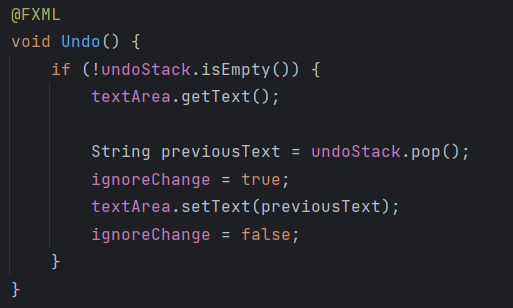 @FXML
void Undo() {
    if (!undoStack.isEmpty()) {
        textArea.getText();

        String previousText = undoStack.pop();
        ignoreChange = true;
        textArea.setText(previousText);
        ignoreChange = false;
    }
}